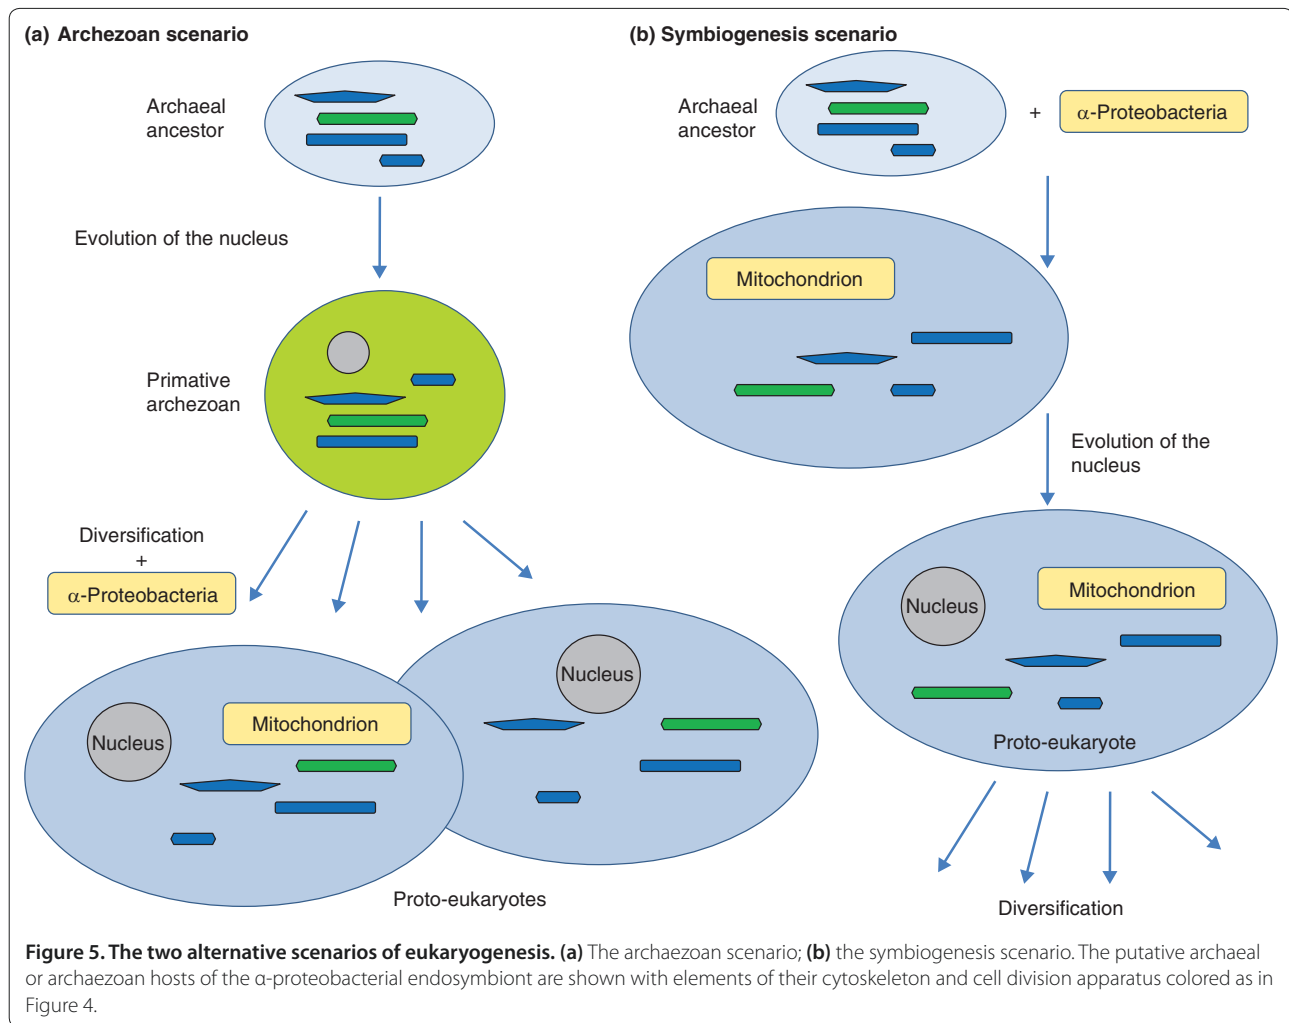 (a) Archezoan scenario
Archaeal
ancestor
Evolution of the nucleus
Primative
archezoan
Diversification
+
α-Proteobacteria
Nucleus
Mitochondrion
Nucleus
Proto-eukaryotes
(b) Symbiogenesis scenario
Archaeal
ancestor
+
α-Proteobacteria
Mitochondrion
Evolution of the
nucleus
Nucleus
Mitochondrion
Proto-eukaryote
Diversification
Figure 5. The two alternative scenarios of eukaryogenesis. (a) The archaezoan scenario; (b) the symbiogenesis scenario. The putative archaeal
or archaezoan hosts of the α-proteobacterial endosymbiont are shown with elements of their cytoskeleton and cell division apparatus colored as in
Figure 4.